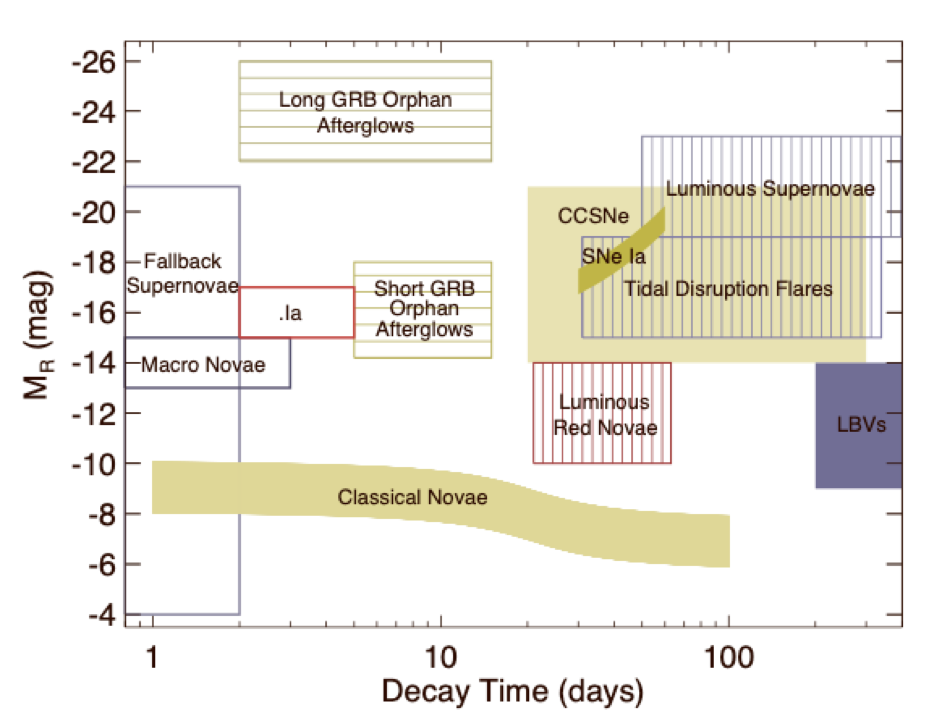 -26
-24
-22
-20
-18
-16
-14
-12
-10
-8
-6
-4
M_R (mag)
Long GRB Orphan
Afterglows
Luminous Supernovae
CCSNe
SNe Ia
Tidal Disruption Flares
Fallback
Supernovae
.Ia
Short GRB
Orphan
Afterglows
Macro Novae
Luminous
Red Novae
LBVs
Classical Novae
1
10
100
Decay Time (days)